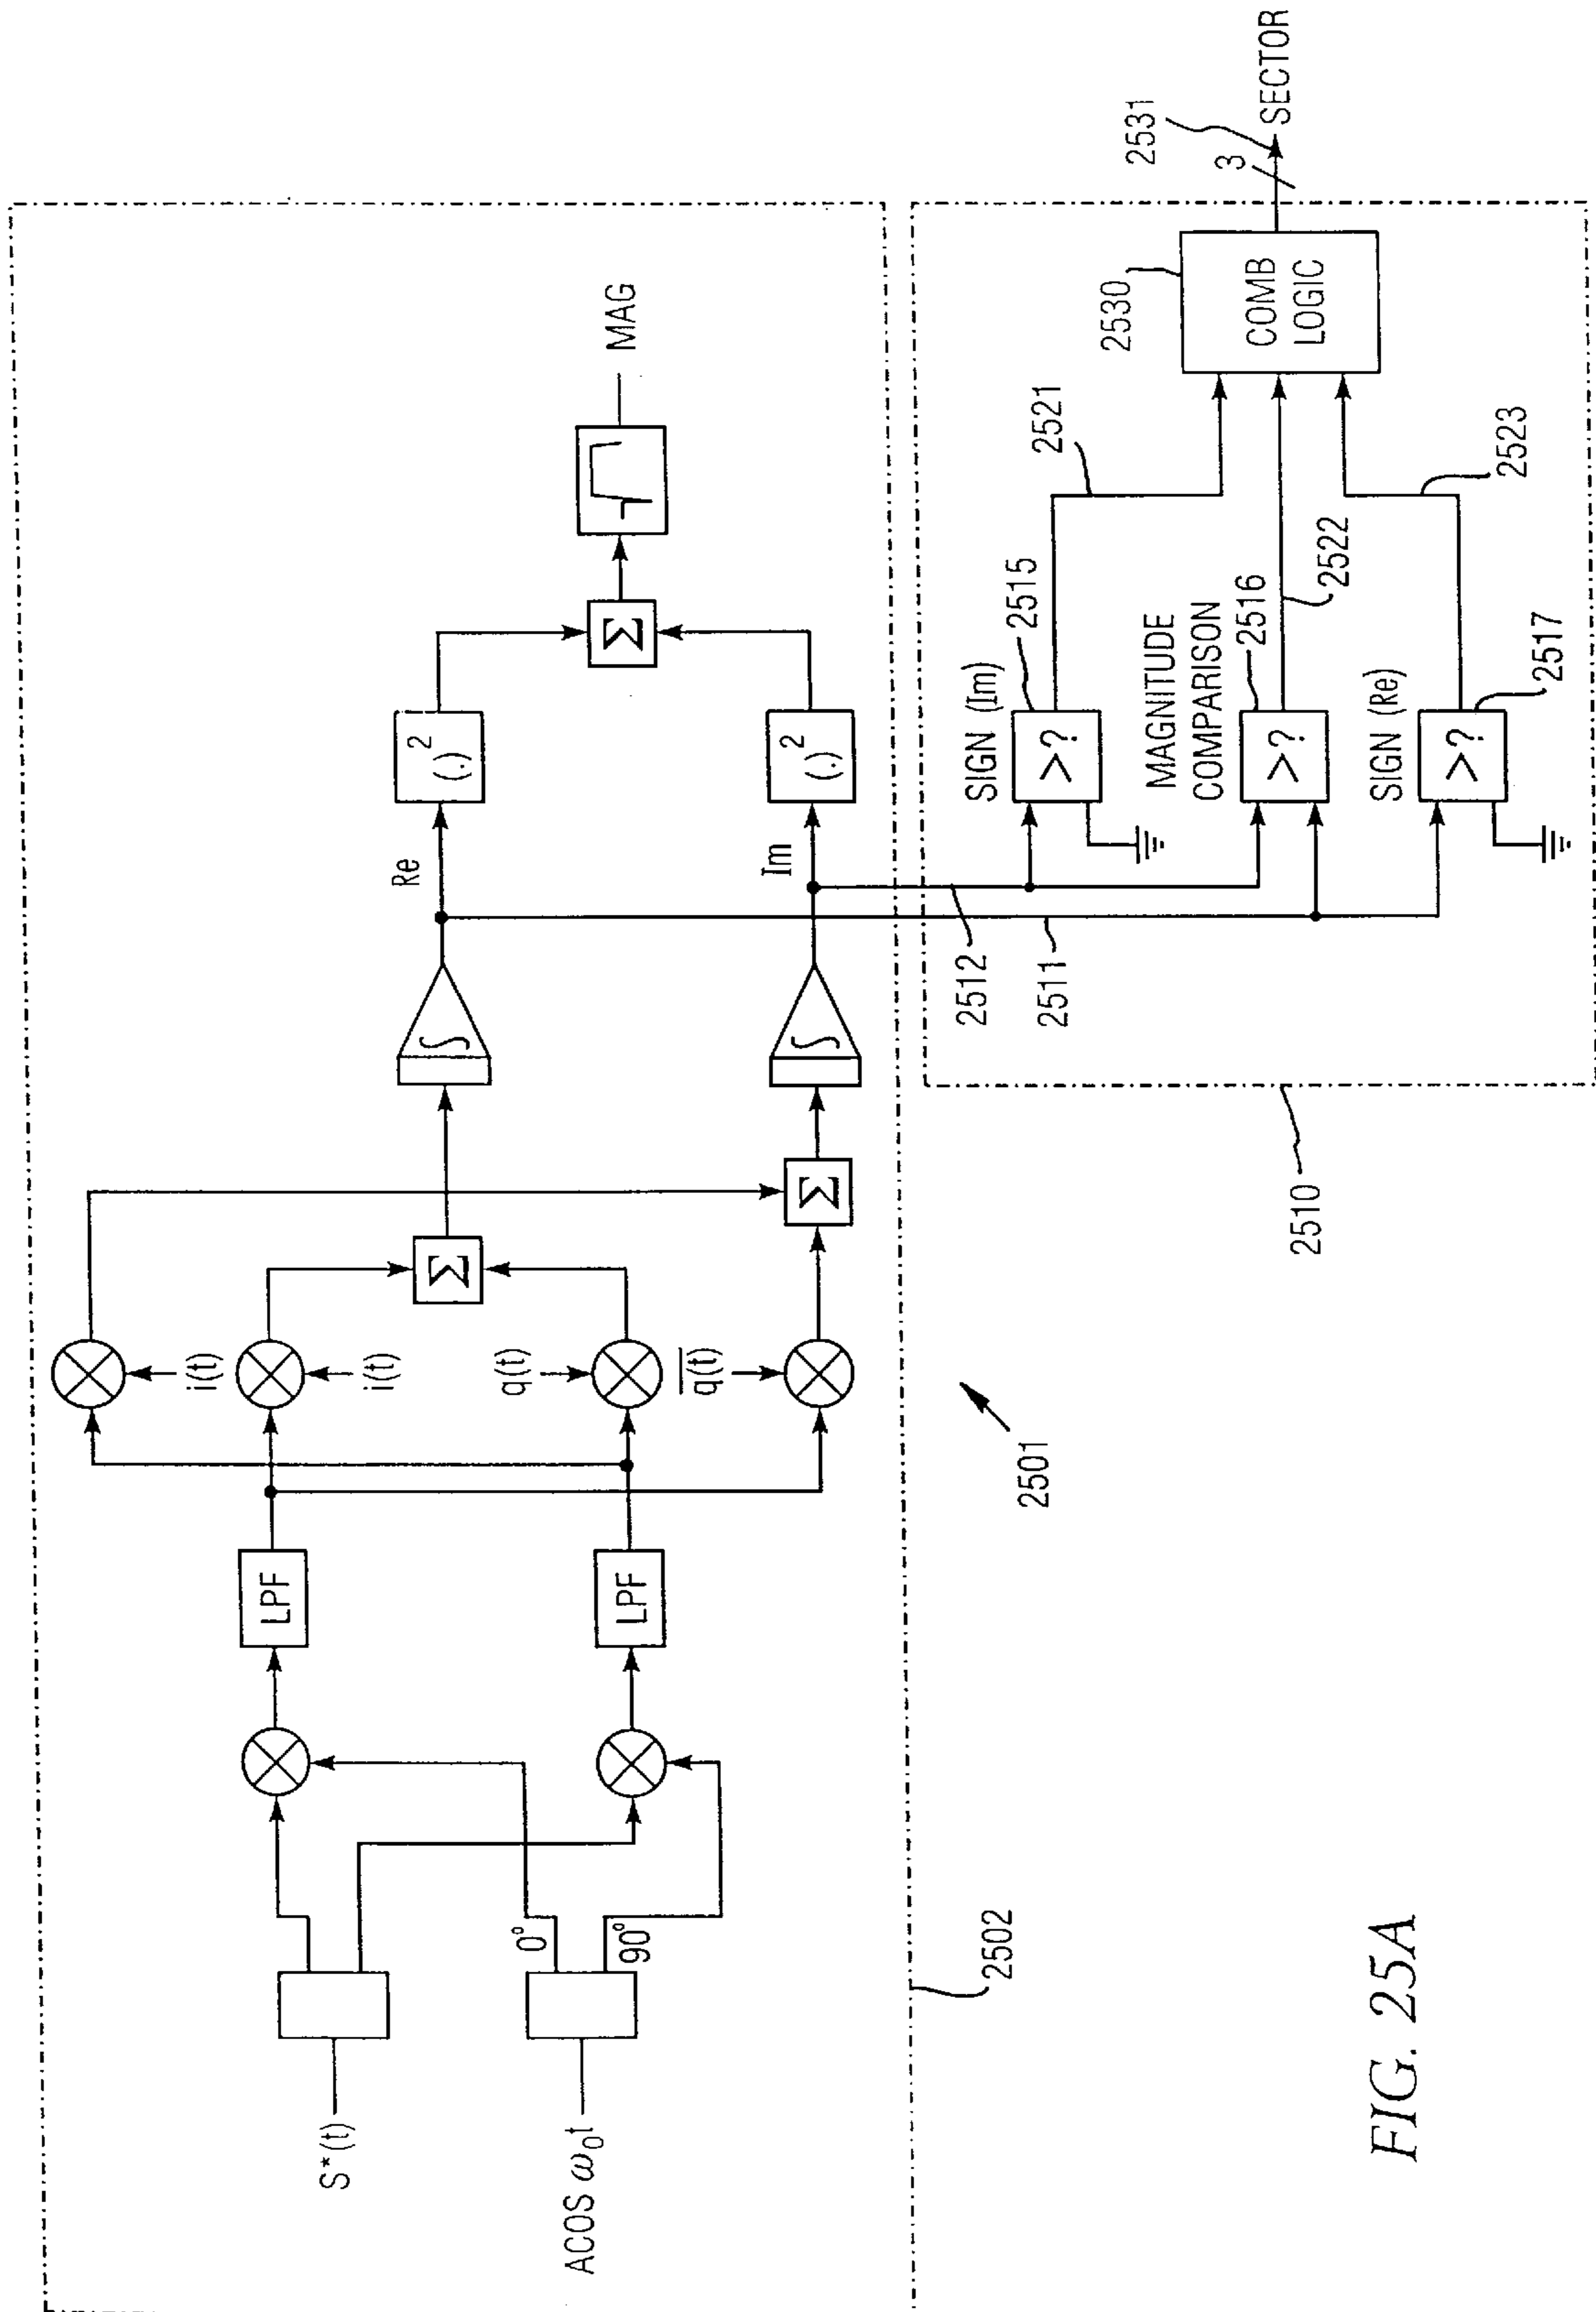 S*(t)
ACOS ω₀t
0°
90°
LPF
LPF
i(t)
i(t)
q(t)
q(t)
Σ
Σ
∫
∫
Re
Im
(.)²
(.)²
Σ
MAG
2501
2502
2510
2511
2512
SIGN (Im)
>?
2515
MAGNITUDE
COMPARISON
>?
2516
SIGN (Re)
>?
2517
2521
2522
2523
COMB
LOGIC
2530
3
2531
SECTOR
FIG. 25A